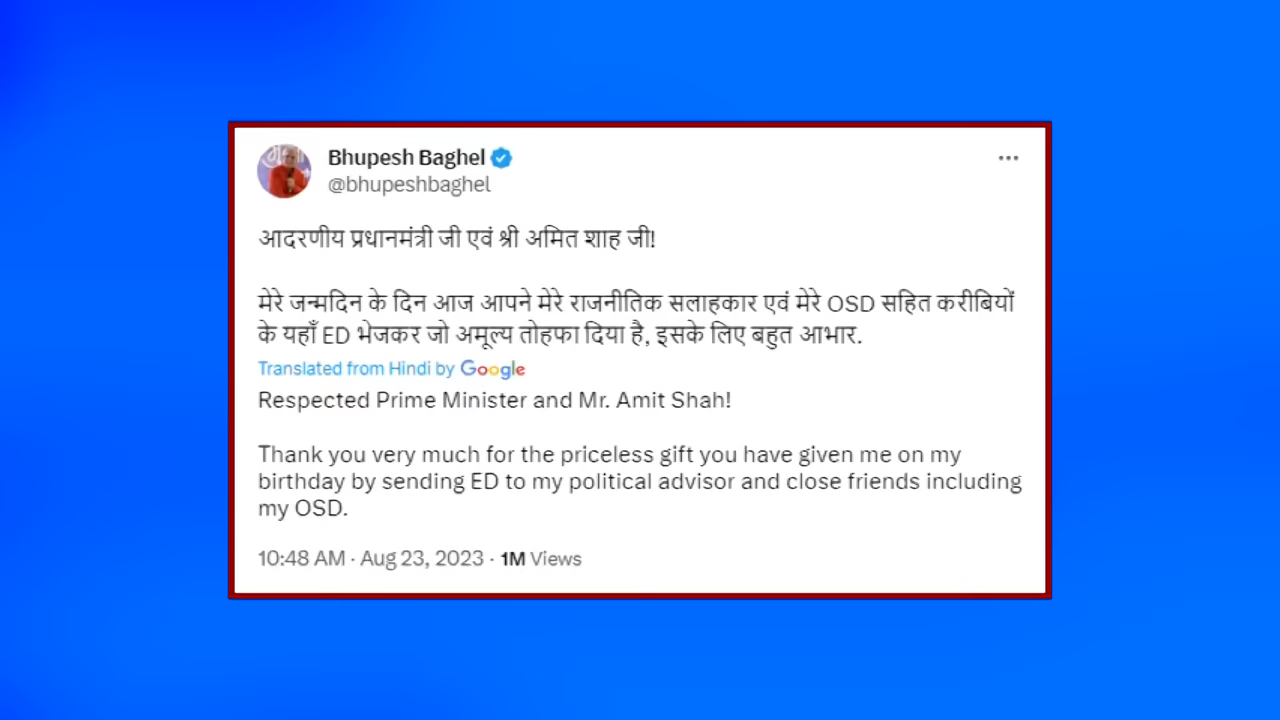 Bhupesh Baghel
@bhupeshbaghel
आदरणीय प्रधानमंत्री जी एवं श्री अमित शाह जी!
मेरे जन्मदिन के दिन आज आपने मेरे राजनीतिक सलाहकार एवं मेरे OSD सहित करीबियों
के यहाँ ED भेजकर जो अमूल्य तोहफा दिया है, इसके लिए बहुत आभार.
Translated from Hindi by Google
Respected Prime Minister and Mr. Amit Shah!
Thank you very much for the priceless gift you have given me on my
birthday by sending ED to my political advisor and close friends including
my OSD.
10:48 AM · Aug 23, 2023 · 1M Views